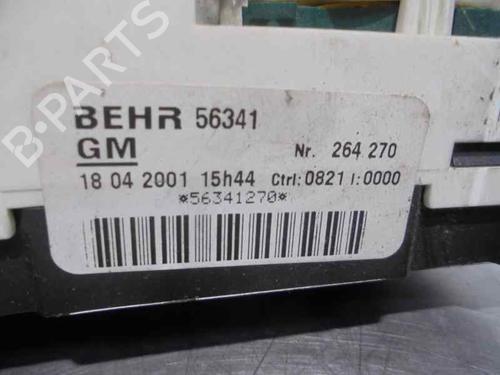 B-PARTS
BEHR 56341
GM Nr. 264 270
18 04 2001 15h44 Ctrl:0821 I:0000
*56341270*